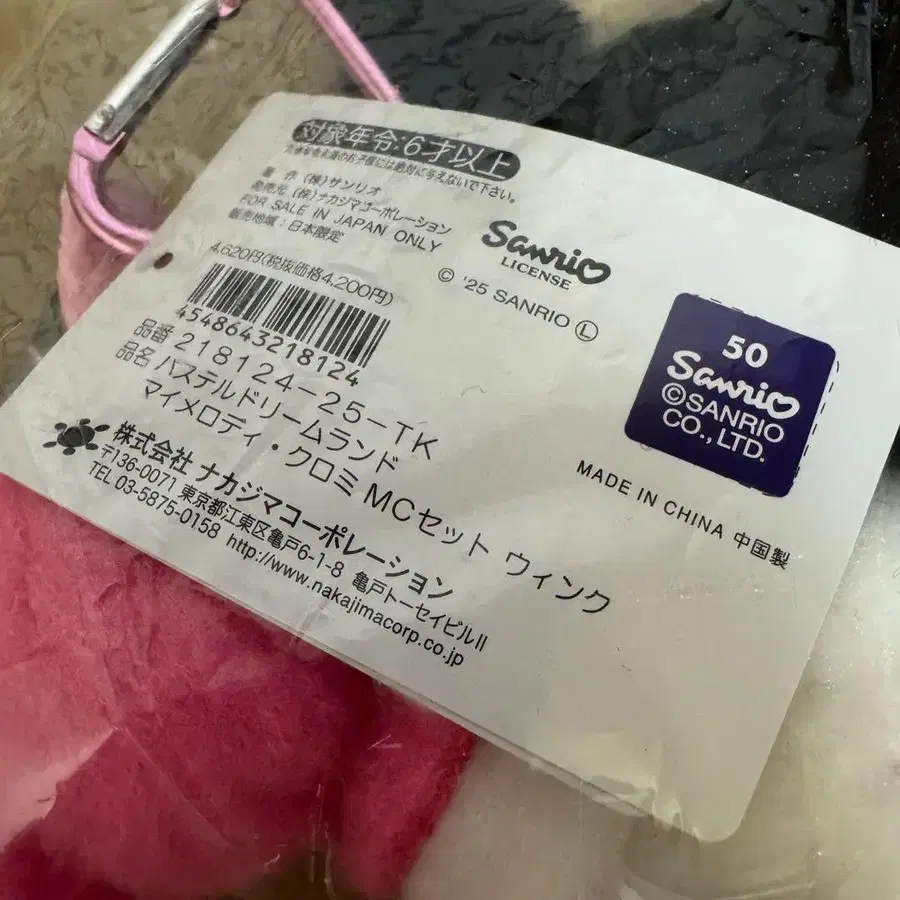 対象年令:6才以上
対象年令未満のお子様には絶対に与えないで下さい。
著 作 (株)サンリオ
発売元 (株)ナカジマコーポレーション
FOR SALE IN JAPAN ONLY
販売地域:日本限定
4,620円(税抜価格4,200円)
4548643218124
品番 218124-25-TK
品名 パステルドリームランド
マイメロディ・クロミ MCセット ウィンク
株式会社 ナカジマコーポレーション
〒136-0071 東京都江東区亀戸6-1-8 亀戸トーセイビルII
TEL 03-5875-0158 http://www.nakajimacorp.co.jp
Sanrio
LICENSE
© '25 SANRIO Ⓛ
50
Sanrio
©SANRIO
CO.,LTD.
MADE IN CHINA 中国製